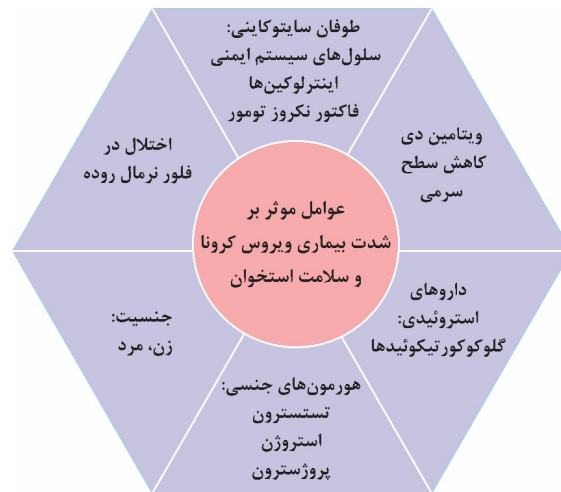 طوفان سایتوکاینی:
سلول‌های سیستم ایمنی
اینترلوکین‌ها
فاکتور نکروز تومور
ویتامین دی
کاهش سطح
سرمی
اختلال در
فلور نرمال روده
عوامل موثر بر
شدت بیماری ویروس کرونا
و سلامت استخوان
داروهای
استروئیدی:
گلوکوکورتیکوئیدها
جنسیت:
زن، مرد
هورمون‌های جنسی:
تستسترون
استروژن
پروژسترون